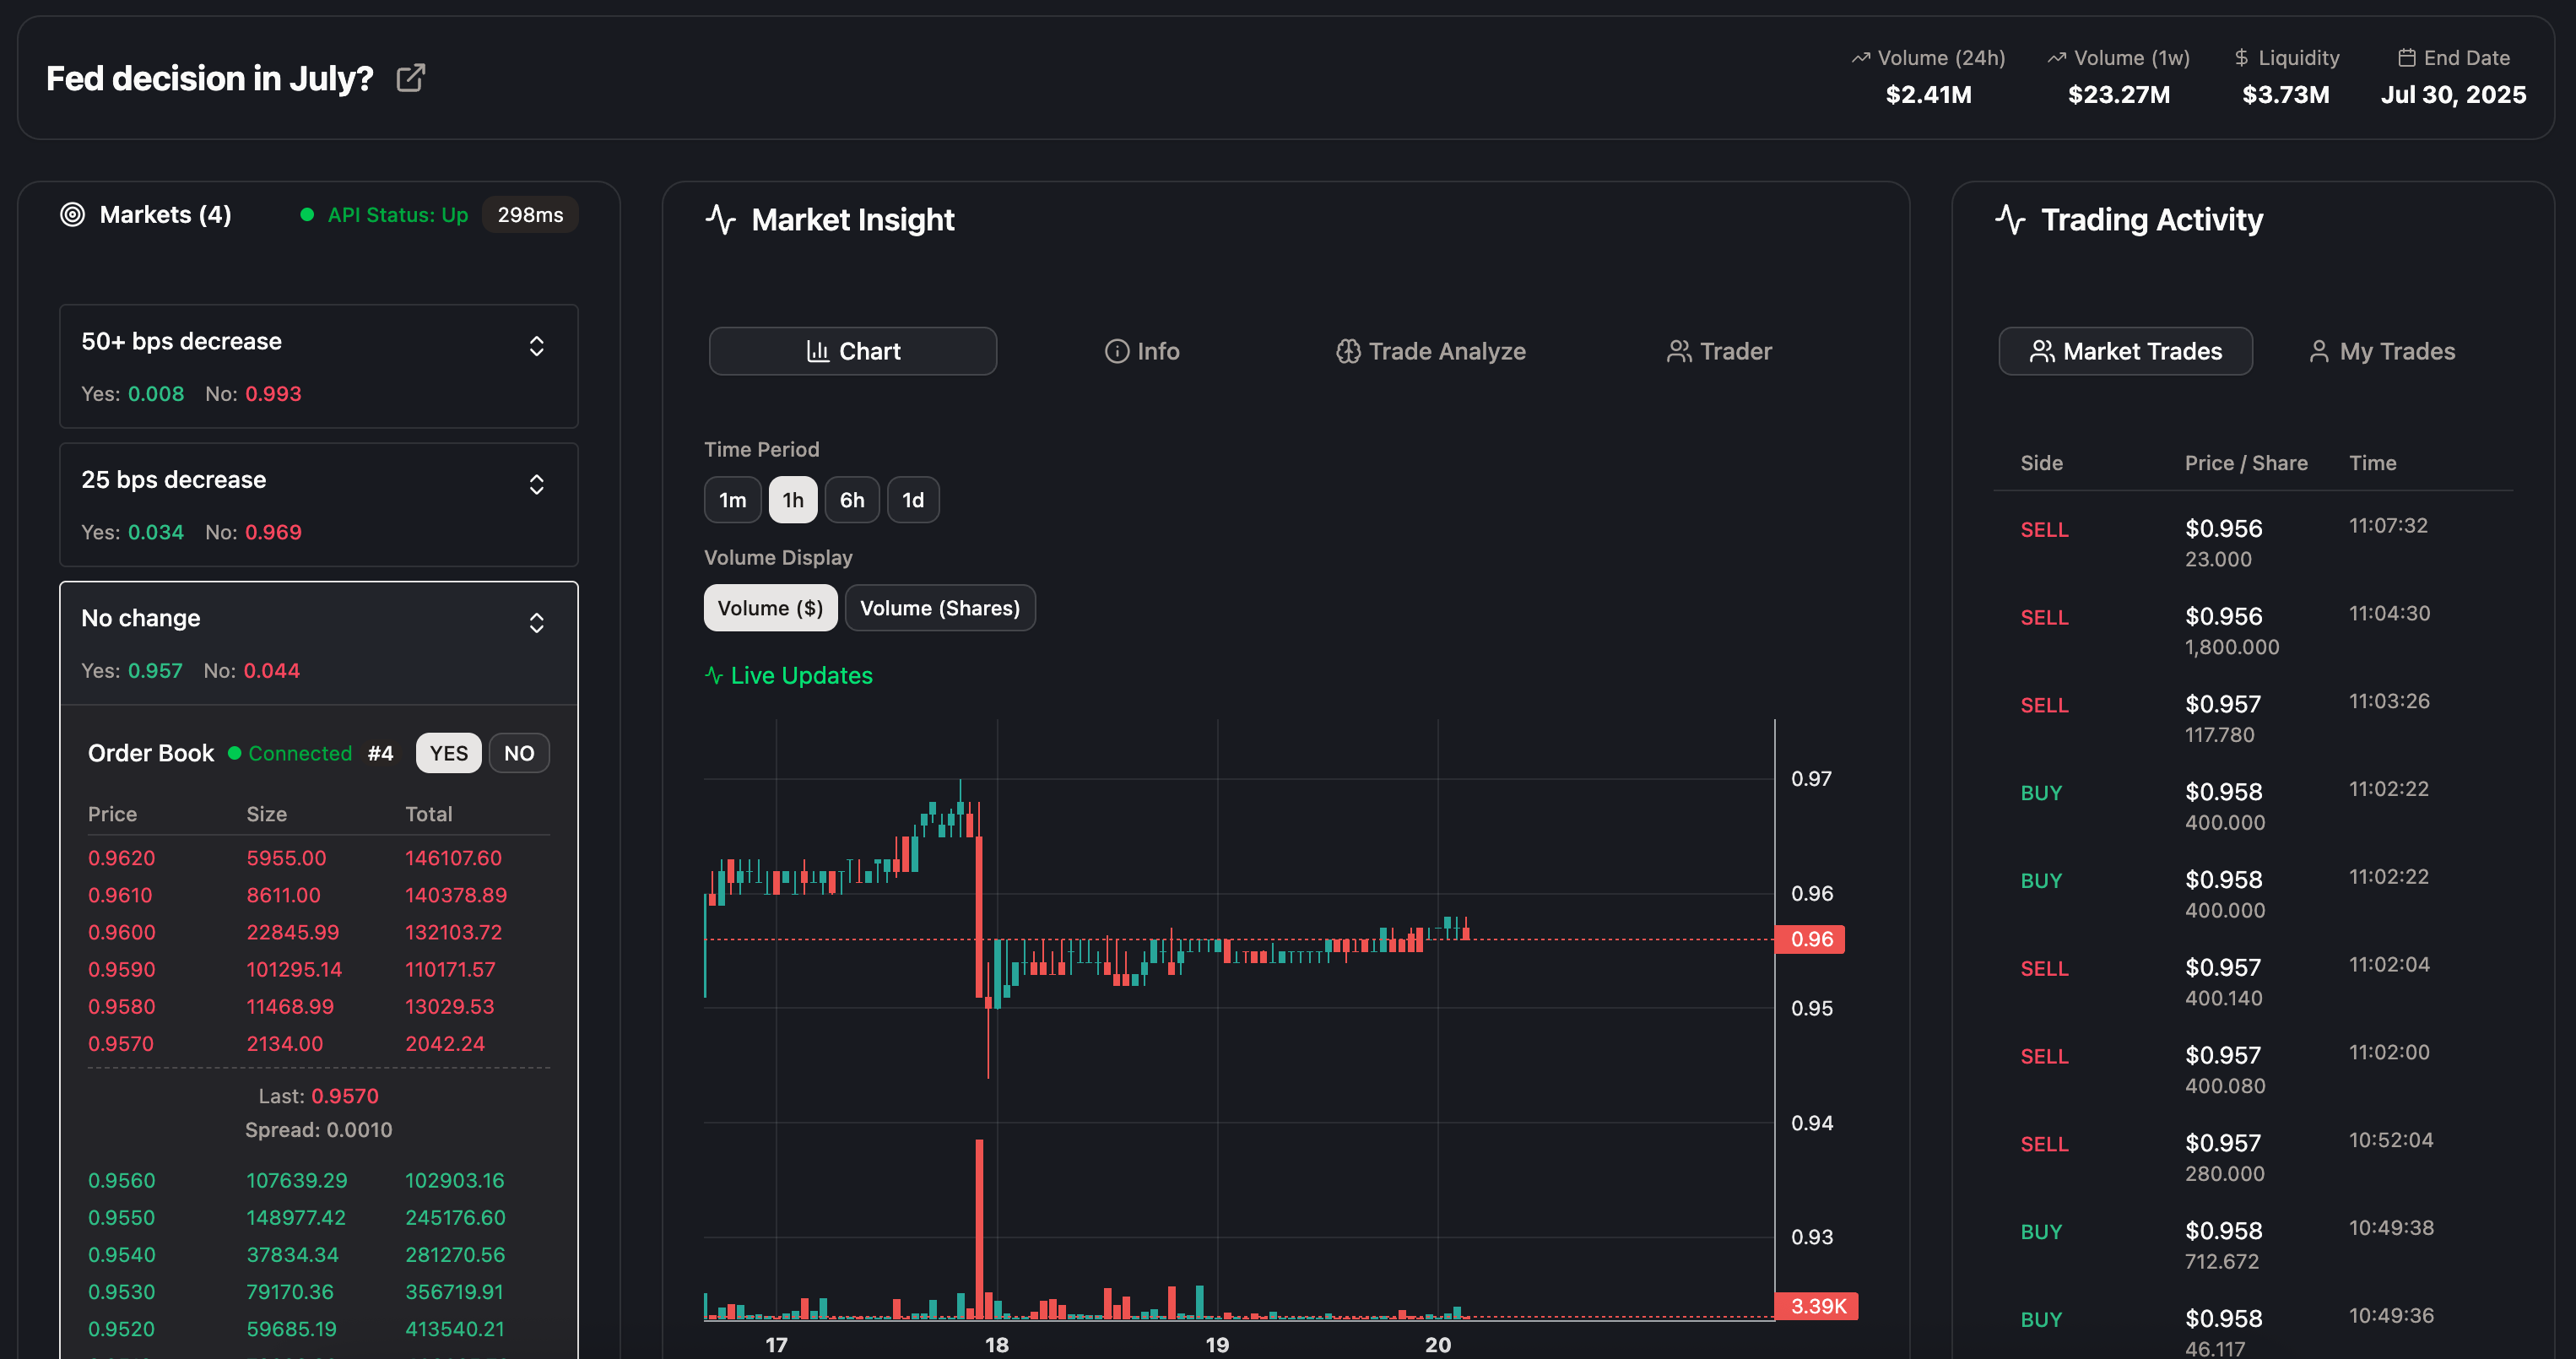 Fed decision in July?
Volume (24h)
$2.41M
Volume (1w)
$23.27M
Liquidity
$3.73M
End Date
Jul 30, 2025
Markets (4)
API Status: Up
298ms
50+ bps decrease
Yes: 0.008 No: 0.993
25 bps decrease
Yes: 0.034 No: 0.969
No change
Yes: 0.957 No: 0.044
Order Book Connected #4 YES NO
Price Size Total
0.9620 5955.00 146107.60
0.9610 8611.00 140378.89
0.9600 22845.99 132103.72
0.9590 101295.14 110171.57
0.9580 11468.99 13029.53
0.9570 2134.00 2042.24
Last: 0.9570
Spread: 0.0010
0.9560 107639.29 102903.16
0.9550 148977.42 245176.60
0.9540 37834.34 281270.56
0.9530 79170.36 356719.91
0.9520 59685.19 413540.21
Market Insight
Chart Info Trade Analyze Trader
Time Period
1m 1h 6h 1d
Volume Display
Volume ($) Volume (Shares)
Live Updates
0.97
0.96
0.96
0.95
0.94
0.93
3.39K
17 18 19 20
Trading Activity
Market Trades My Trades
Side Price / Share Time
SELL $0.956 11:07:32
23.000
SELL $0.956 11:04:30
1,800.000
SELL $0.957 11:03:26
117.780
BUY $0.958 11:02:22
400.000
BUY $0.958 11:02:22
400.000
SELL $0.957 11:02:04
400.140
SELL $0.957 11:02:00
400.080
SELL $0.957 10:52:04
280.000
BUY $0.958 10:49:38
712.672
BUY $0.958 10:49:36
46.117